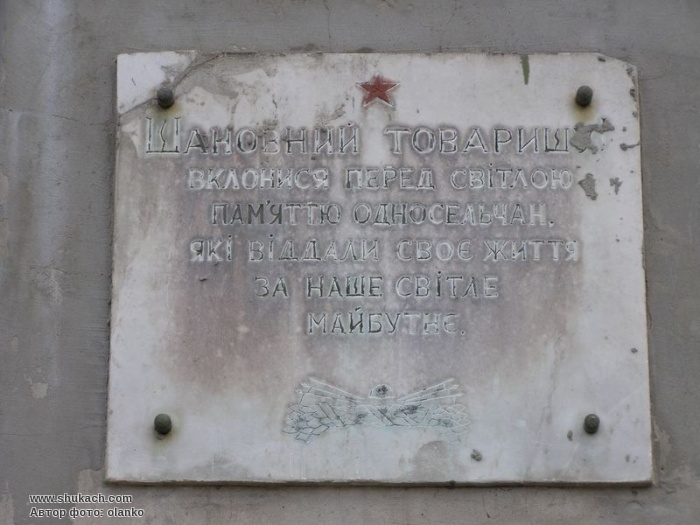 Шановний товариш
вклонися перед світлою
пам'яттю односельчан,
які віддали своє життя
за наше світле
майбутнє.
www.shukach.com
Автор фото: olanko